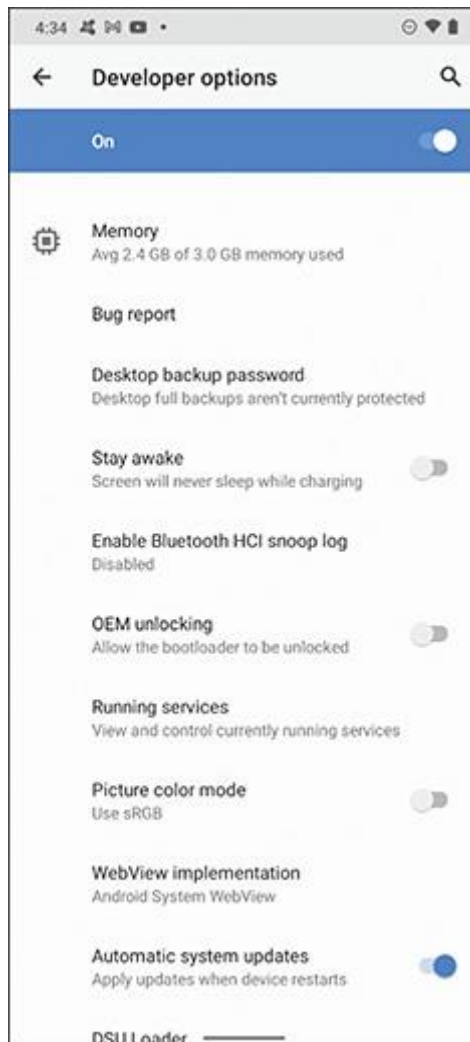 4:34
Developer options
On
Memory
Avg 2.4 GB of 3.0 GB memory used
Bug report
Desktop backup password
Desktop full backups aren't currently protected
Stay awake
Screen will never sleep while charging
Enable Bluetooth HCI snoop log
Disabled
OEM unlocking
Allow the bootloader to be unlocked
Running services
View and control currently running services
Picture color mode
Use sRGB
WebView implementation
Android System WebView
Automatic system updates
Apply updates when device restarts
DSU Loader